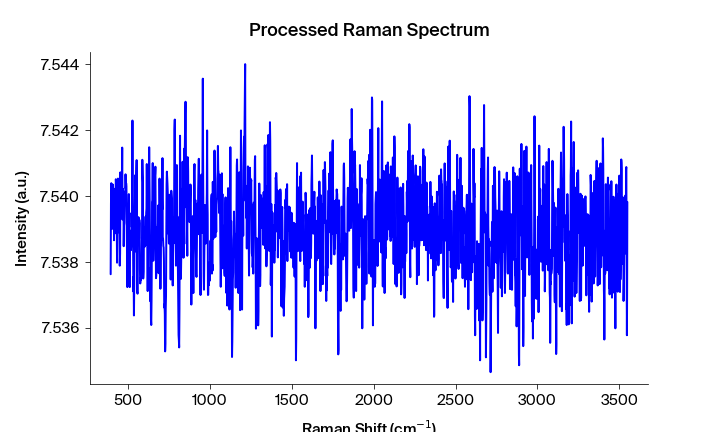 Processed Raman Spectrum
7.544
7.542
7.540
7.538
7.536
Intensity (a.u.)
500 1000 1500 2000 2500 3000 3500
Raman Shift (cm⁻¹)